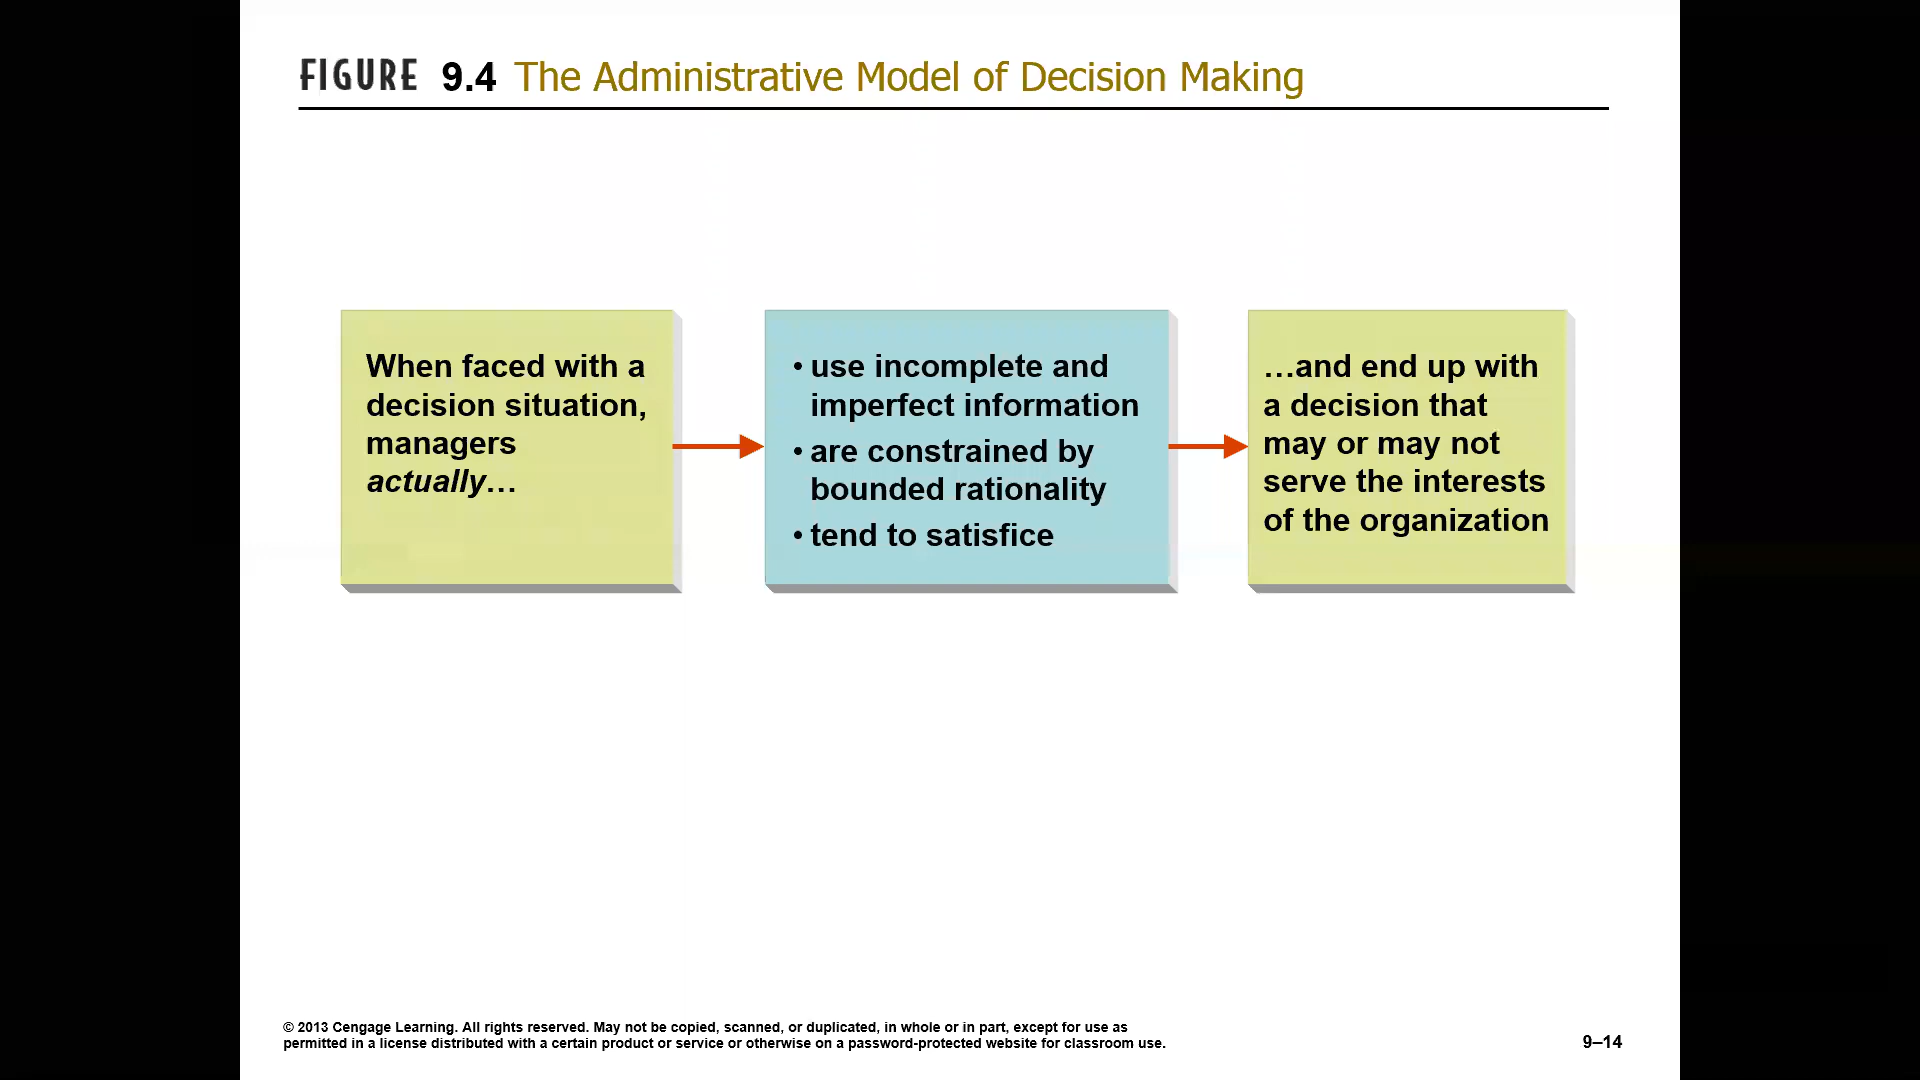 FIGURE 9.4 The Administrative Model of Decision Making
When faced with a
decision situation,
managers
actually…
• use incomplete and
imperfect information
• are constrained by
bounded rationality
• tend to satisfice
…and end up with
a decision that
may or may not
serve the interests
of the organization
© 2013 Cengage Learning. All rights reserved. May not be copied, scanned, or duplicated, in whole or in part, except for use as
permitted in a license distributed with a certain product or service or otherwise on a password-protected website for classroom use.
9–14